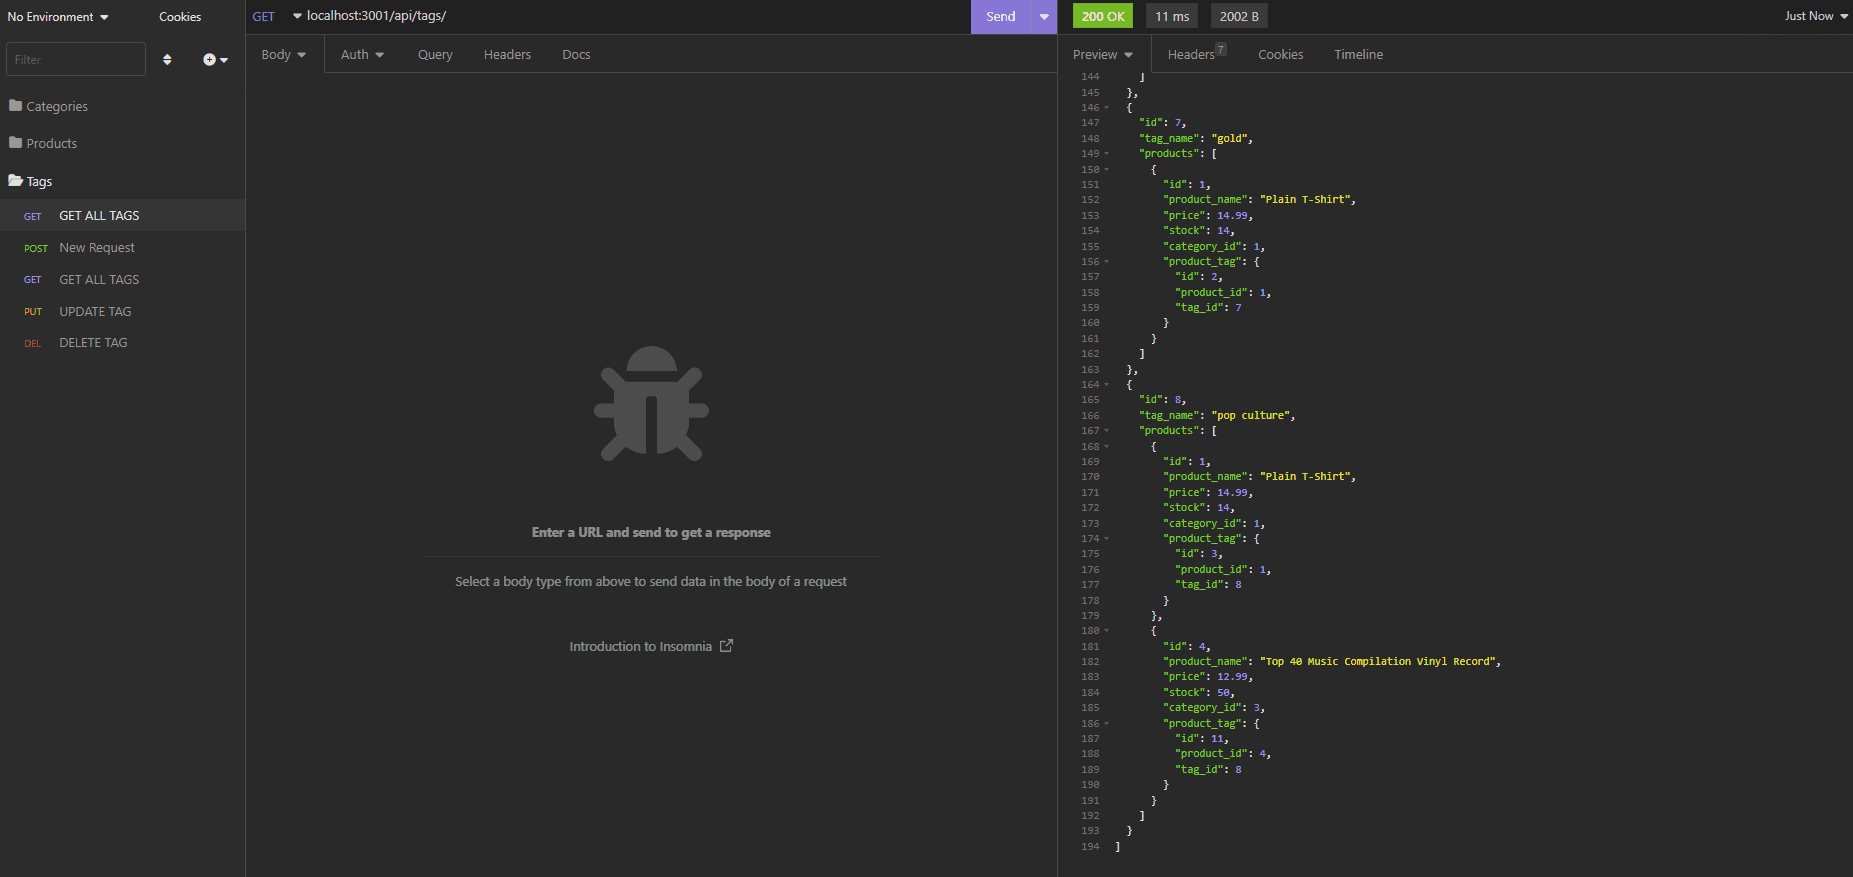 No Environment
Cookies
Filter
Categories
Products
Tags
GET GET ALL TAGS
POST New Request
GET GET ALL TAGS
PUT UPDATE TAG
DEL DELETE TAG
GET localhost:3001/api/tags/ Send
Body Auth Query Headers Docs
Enter a URL and send to get a response
Select a body type from above to send data in the body of a request
Introduction to Insomnia
200 OK 11 ms 2002 B Just Now
Preview Headers 7 Cookies Timeline
144 ]
145 },
146 {
147 "id": 7,
148 "tag_name": "gold",
149 "products": [
150 {
151 "id": 1,
152 "product_name": "Plain T-Shirt",
153 "price": 14.99,
154 "stock": 14,
155 "category_id": 1,
156 "product_tag": {
157 "id": 2,
158 "product_id": 1,
159 "tag_id": 7
160 }
161 }
162 ]
163 },
164 {
165 "id": 8,
166 "tag_name": "pop culture",
167 "products": [
168 {
169 "id": 1,
170 "product_name": "Plain T-Shirt",
171 "price": 14.99,
172 "stock": 14,
173 "category_id": 1,
174 "product_tag": {
175 "id": 3,
176 "product_id": 1,
177 "tag_id": 8
178 }
179 },
180 {
181 "id": 4,
182 "product_name": "Top 40 Music Compilation Vinyl Record",
183 "price": 12.99,
184 "stock": 50,
185 "category_id": 3,
186 "product_tag": {
187 "id": 11,
188 "product_id": 4,
189 "tag_id": 8
190 }
191 }
192 ]
193 }
194 ]